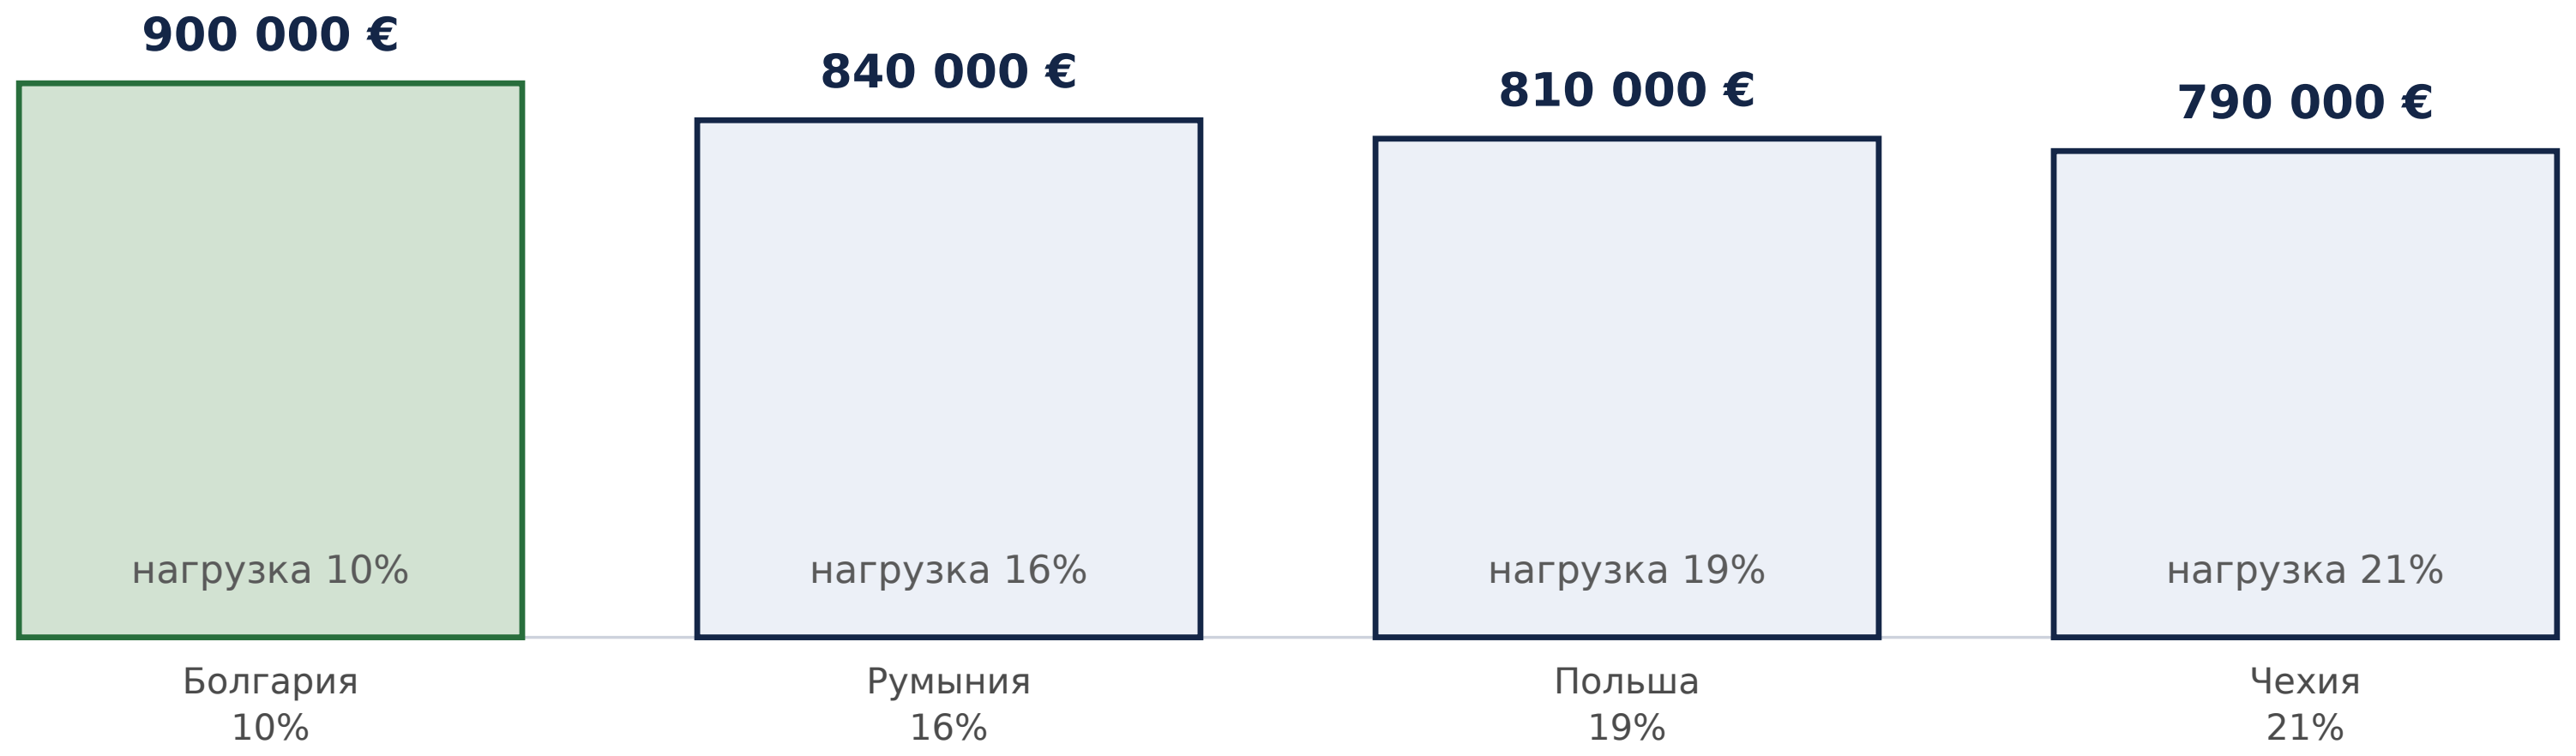 900 000 €
840 000 €
810 000 €
790 000 €
нагрузка 10%
нагрузка 16%
нагрузка 19%
нагрузка 21%
Болгария
10%
Румыния
16%
Польша
19%
Чехия
21%